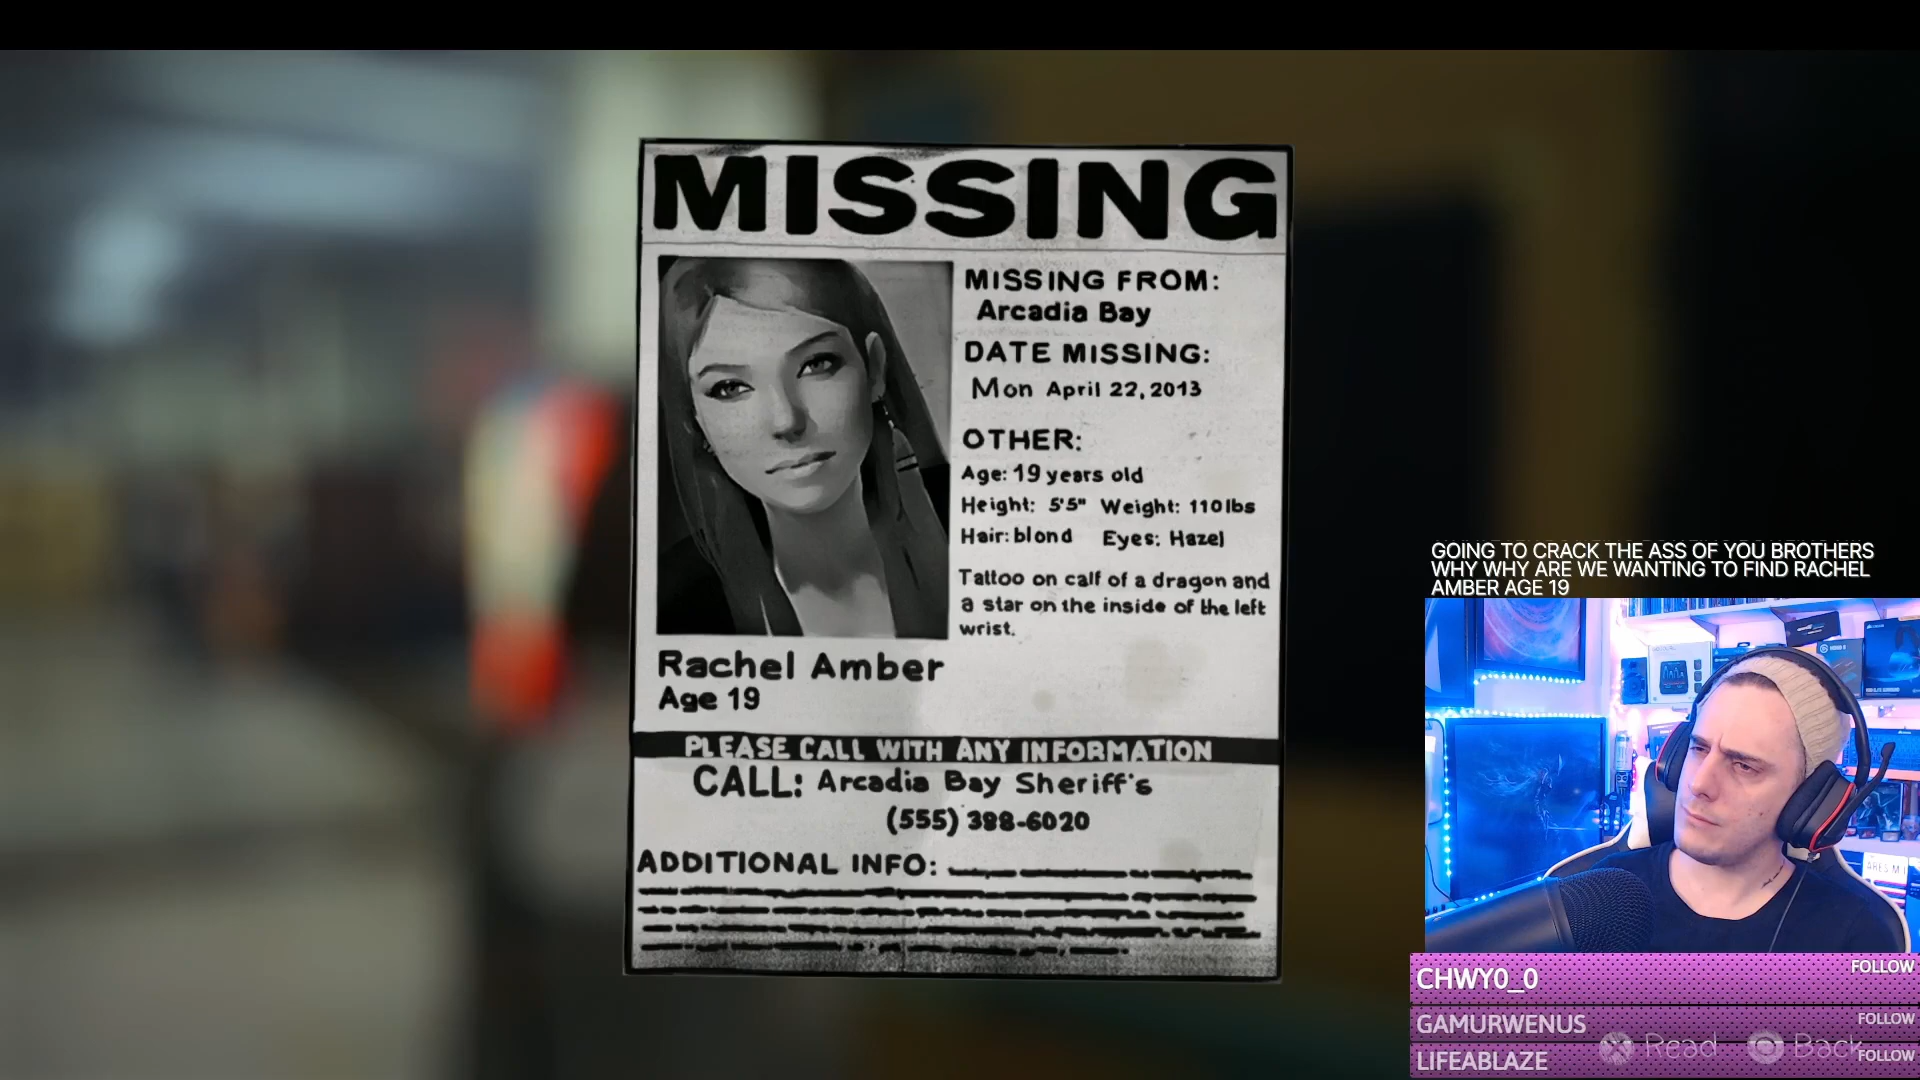 MISSING
MISSING FROM:
Arcadia Bay
DATE MISSING:
Mon April 22, 2013
OTHER:
Age: 19 years old
Height: 5'5" Weight: 110lbs
Hair: blond Eyes: Hazel
Tattoo on calf of a dragon and
a star on the inside of the left
wrist.
Rachel Amber
Age 19
PLEASE CALL WITH ANY INFORMATION
CALL: Arcadia Bay Sheriff's
(555) 388-6020
ADDITIONAL INFO:
GOING TO CRACK THE ASS OF YOU BROTHERS
WHY WHY ARE WE WANTING TO FIND RACHEL
AMBER AGE 19
CHWY0_0 FOLLOW
GAMURWENUS FOLLOW
LIFEABLAZE FOLLOW
Read Back